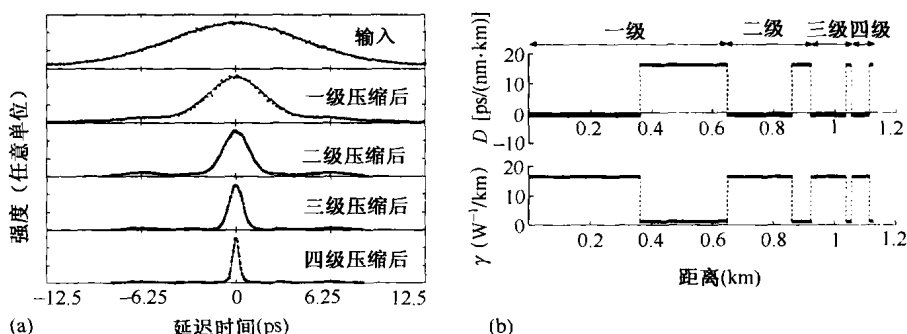 强度（任意单位）
输入
一级压缩后
二级压缩后
三级压缩后
四级压缩后
-12.5 -6.25 0 6.25 12.5
(a) 延迟时间(ps)
一级 二级 三级 四级
D [ps/(nm·km)]
20
10
0
-10
0.2 0.4 0.6 0.8 1 1.2
γ (W⁻¹/km)
20
10
0
0 0.2 0.4 0.6 0.8 1 1.2
距离(km)
(b)